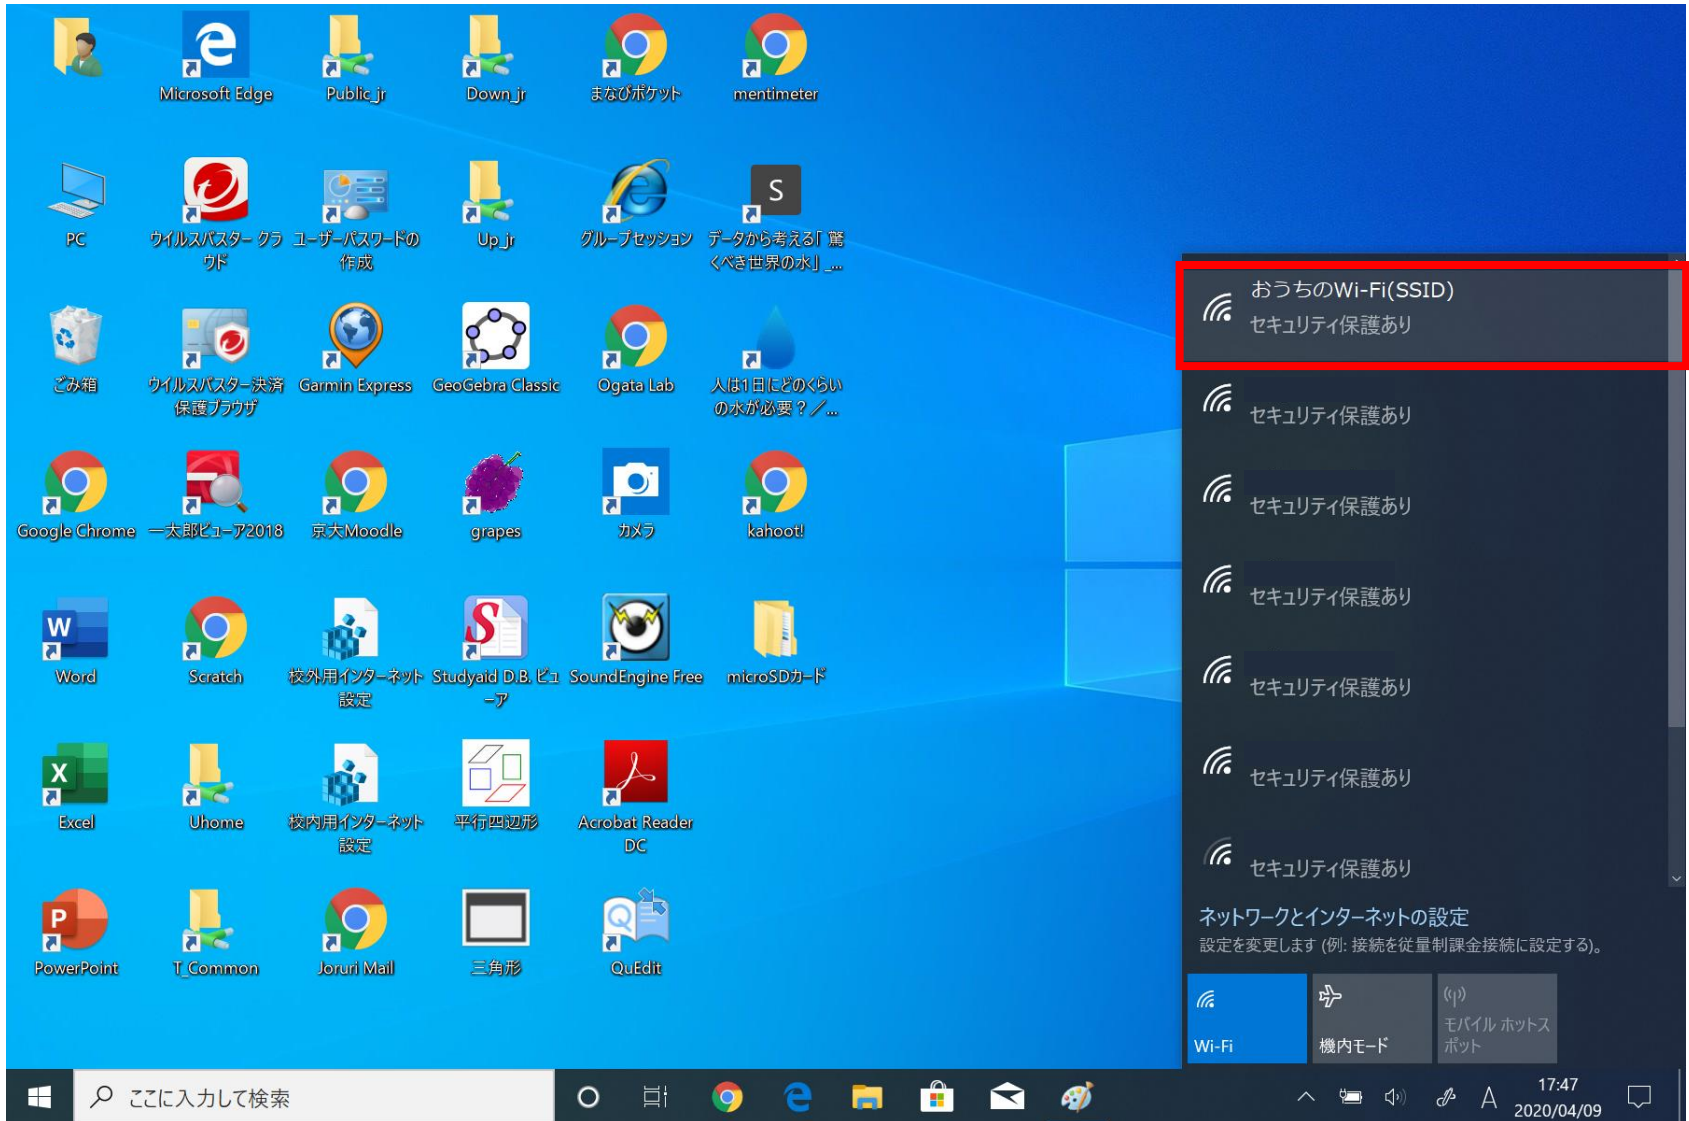 Microsoft Edge
Public_jr
Down_jr
まなびポケット
mentimeter
PC
ウイルスバスター クラ
ウド
ユーザーパスワードの
作成
Up_jr
グループセッション
S
データから考える「驚
くべき世界の水」_...
ごみ箱
ウイルスバスター決済
保護ブラウザ
Garmin Express
GeoGebra Classic
Ogata Lab
人は1日にどのくらい
の水が必要？／...
Google Chrome
一太郎ビューア2018
京大Moodle
grapes
カメラ
kahoot!
W
Word
Scratch
校外用インターネット
設定
S
Studyaid D.B. ビュ
ーア
SoundEngine Free
microSDカード
X
Excel
Uhome
校内用インターネット
設定
平行四辺形
Acrobat Reader
DC
P
PowerPoint
T_Common
Joruri Mail
三角形
Q
QuEdit
おうちのWi-Fi(SSID)
セキュリティ保護あり
セキュリティ保護あり
セキュリティ保護あり
セキュリティ保護あり
セキュリティ保護あり
セキュリティ保護あり
セキュリティ保護あり
ネットワークとインターネットの設定
設定を変更します (例: 接続を従量制課金接続に設定する)。
Wi-Fi
機内モード
モバイル ホットス
ポット
ここに入力して検索
A
17:47
2020/04/09